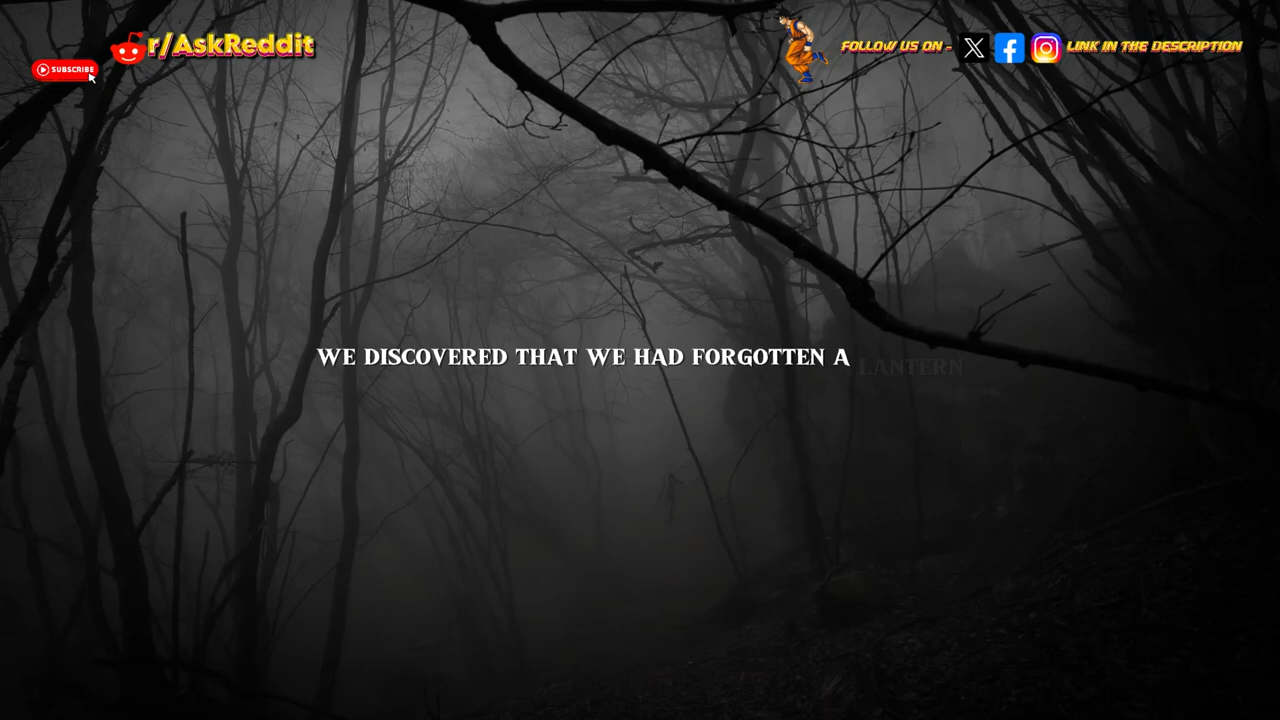 r/AskReddit
SUBSCRIBE
FOLLOW US ON -
LINK IN THE DESCRIPTION
WE DISCOVERED THAT WE HAD FORGOTTEN A LANTERN